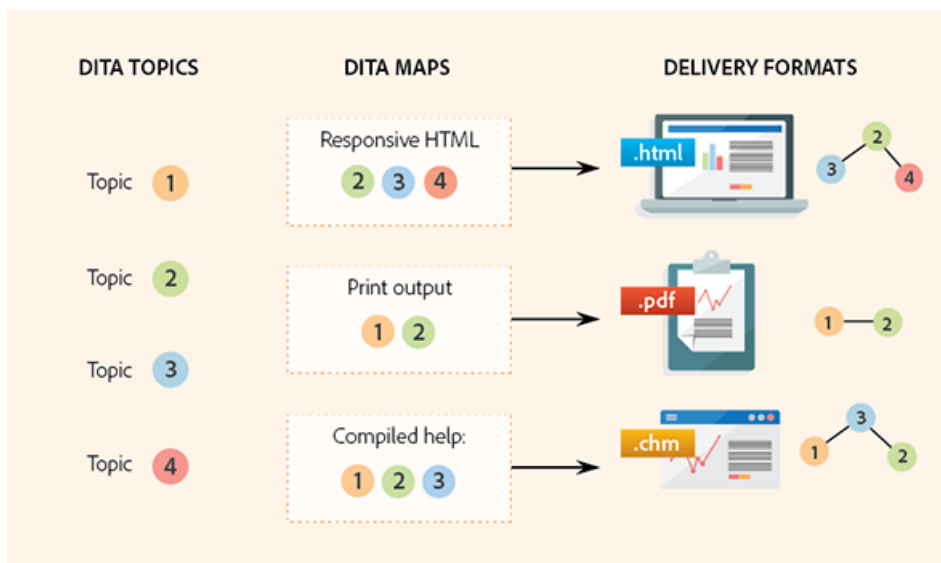 DITA TOPICS
DITA MAPS
DELIVERY FORMATS
Topic 1
Topic 2
Topic 3
Topic 4
Responsive HTML
2 3 4
Print output
1 2
Compiled help:
1 2 3
.html
2
3
4
.pdf
1 2
.chm
3
1
2